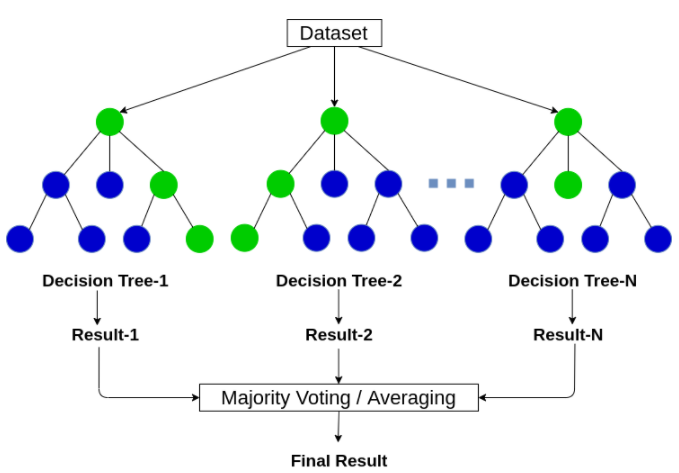 Dataset
Decision Tree-1
Decision Tree-2
Decision Tree-N
Result-1
Result-2
Result-N
Majority Voting / Averaging
Final Result